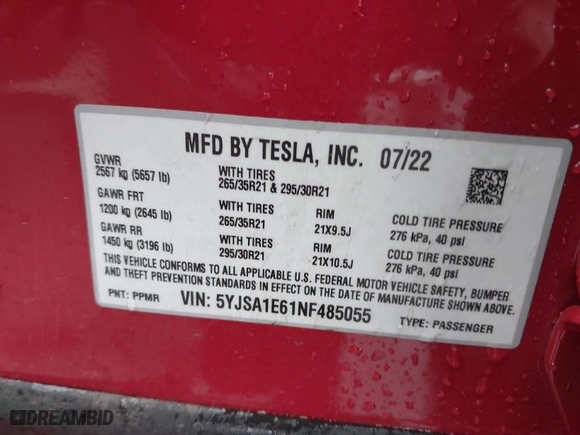 MFD BY TESLA, INC. 07/22
GVWR
2567 kg (5657 lb)
WITH TIRES
265/35R21 & 295/30R21
GAWR FRT
1200 kg (2645 lb)
WITH TIRES
265/35R21
RIM
21X9.5J
COLD TIRE PRESSURE
276 kPa, 40 psi
GAWR RR
1450 kg (3196 lb)
WITH TIRES
295/30R21
RIM
21X10.5J
COLD TIRE PRESSURE
276 kPa, 40 psi
THIS VEHICLE CONFORMS TO ALL APPLICABLE U.S. FEDERAL MOTOR VEHICLE SAFETY, BUMPER
AND THEFT PREVENTION STANDARDS IN EFFECT ON THE DATE OF MANUFACTURE SHOWN ABOVE.
PNT: PPMR
VIN: 5YJSA1E61NF485055
TYPE: PASSENGER
DREAMBID